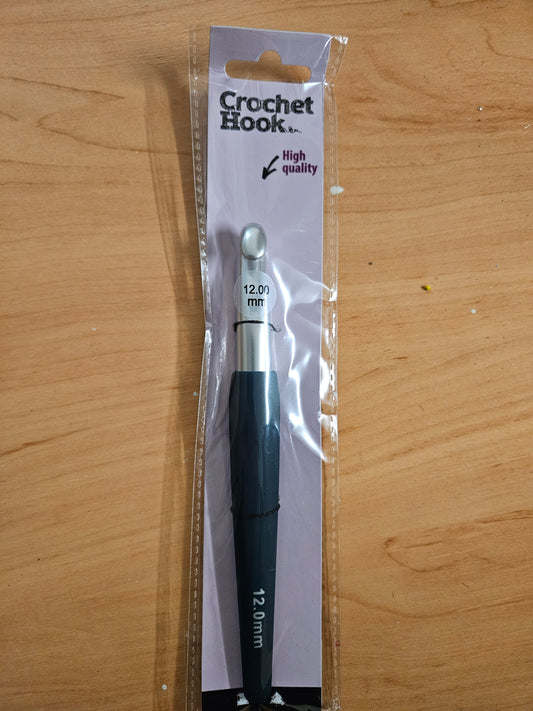 Crochet
Hook
High
quality
12.00
mm
12.0mm